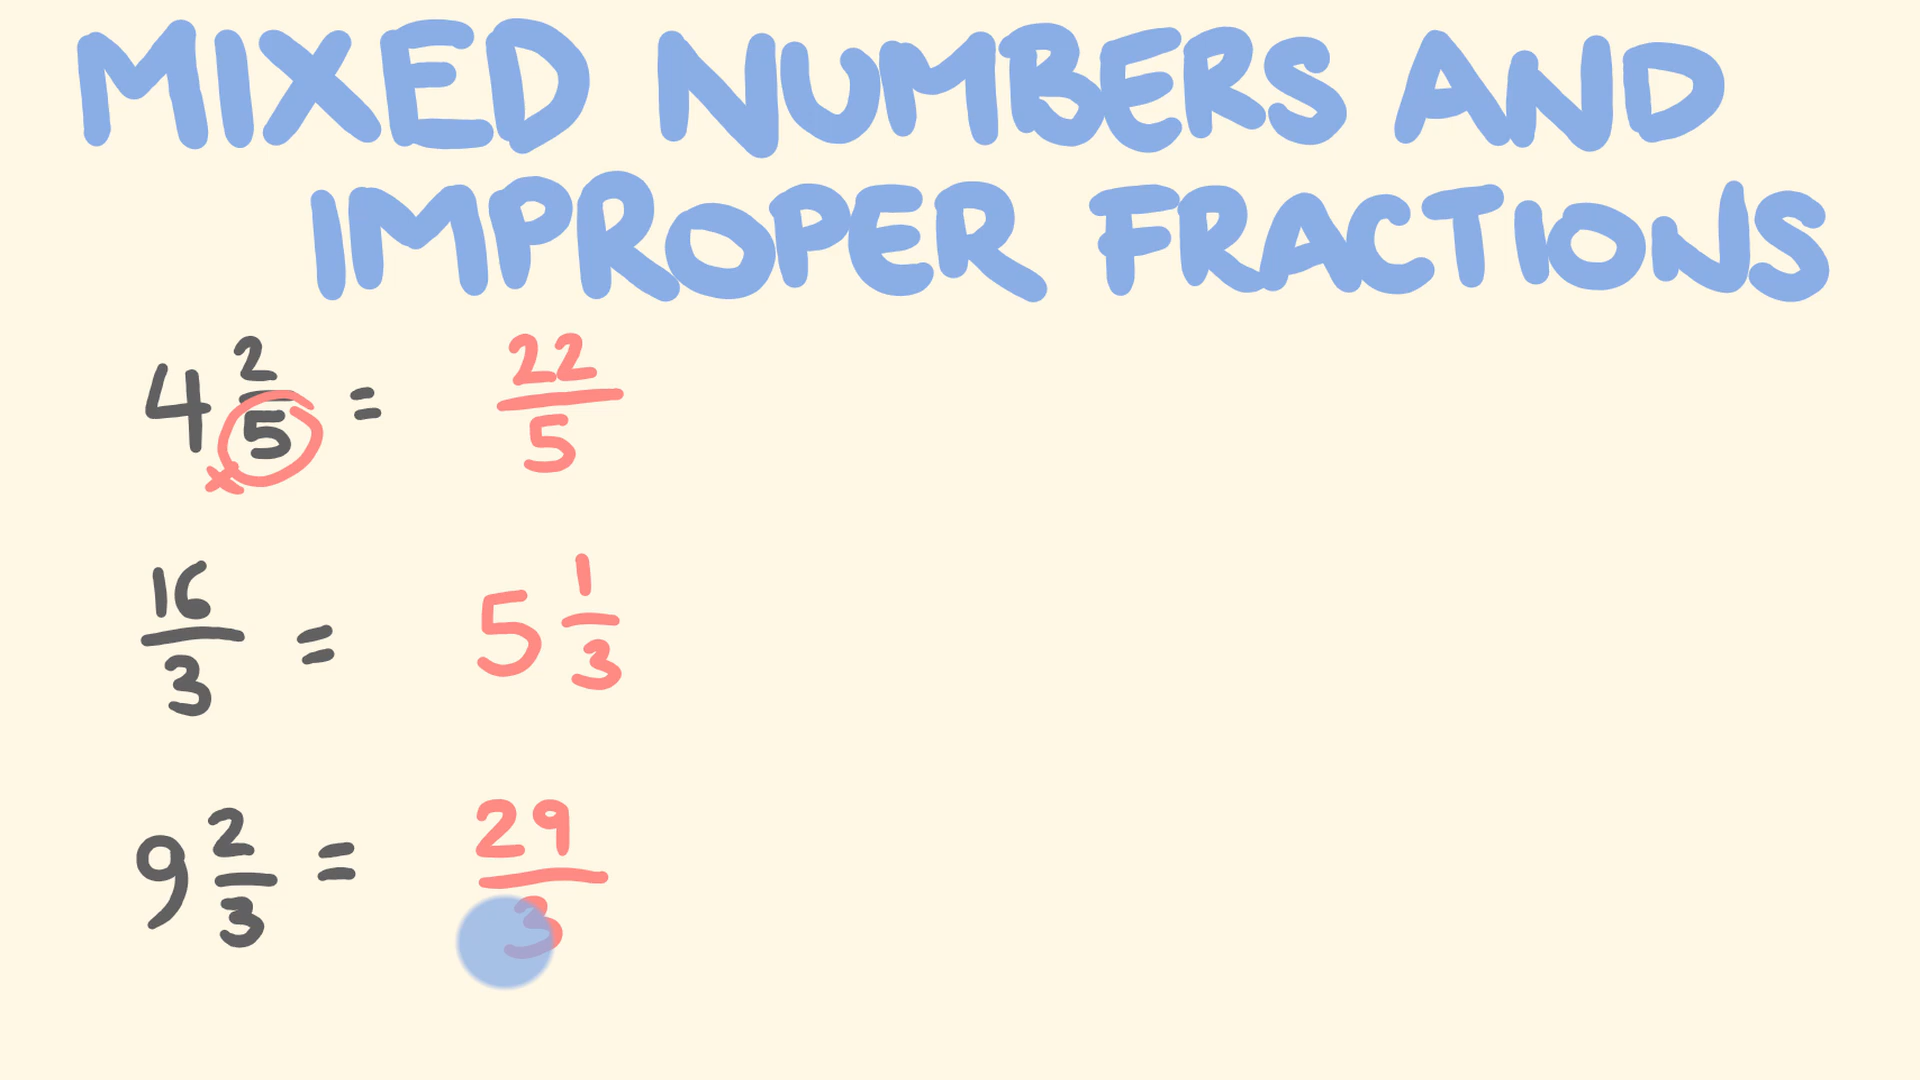 MIXED NUMBERS AND
IMPROPER FRACTIONS
4 2/5 = 22/5
×
16/3 = 5 1/3
9 2/3 = 29/3